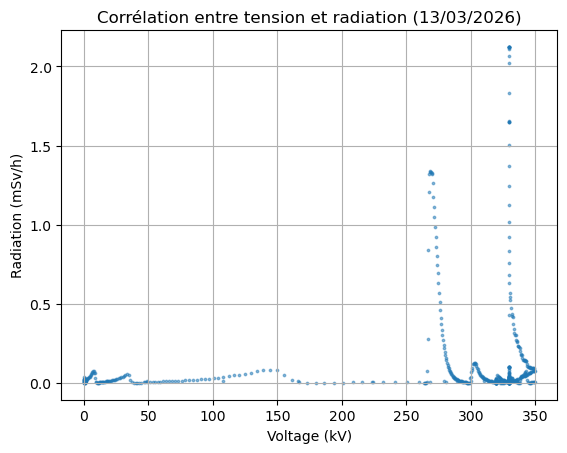 Corrélation entre tension et radiation (13/03/2026)
Radiation (mSv/h)
2.0
1.5
1.0
0.5
0.0
0 50 100 150 200 250 300 350
Voltage (kV)